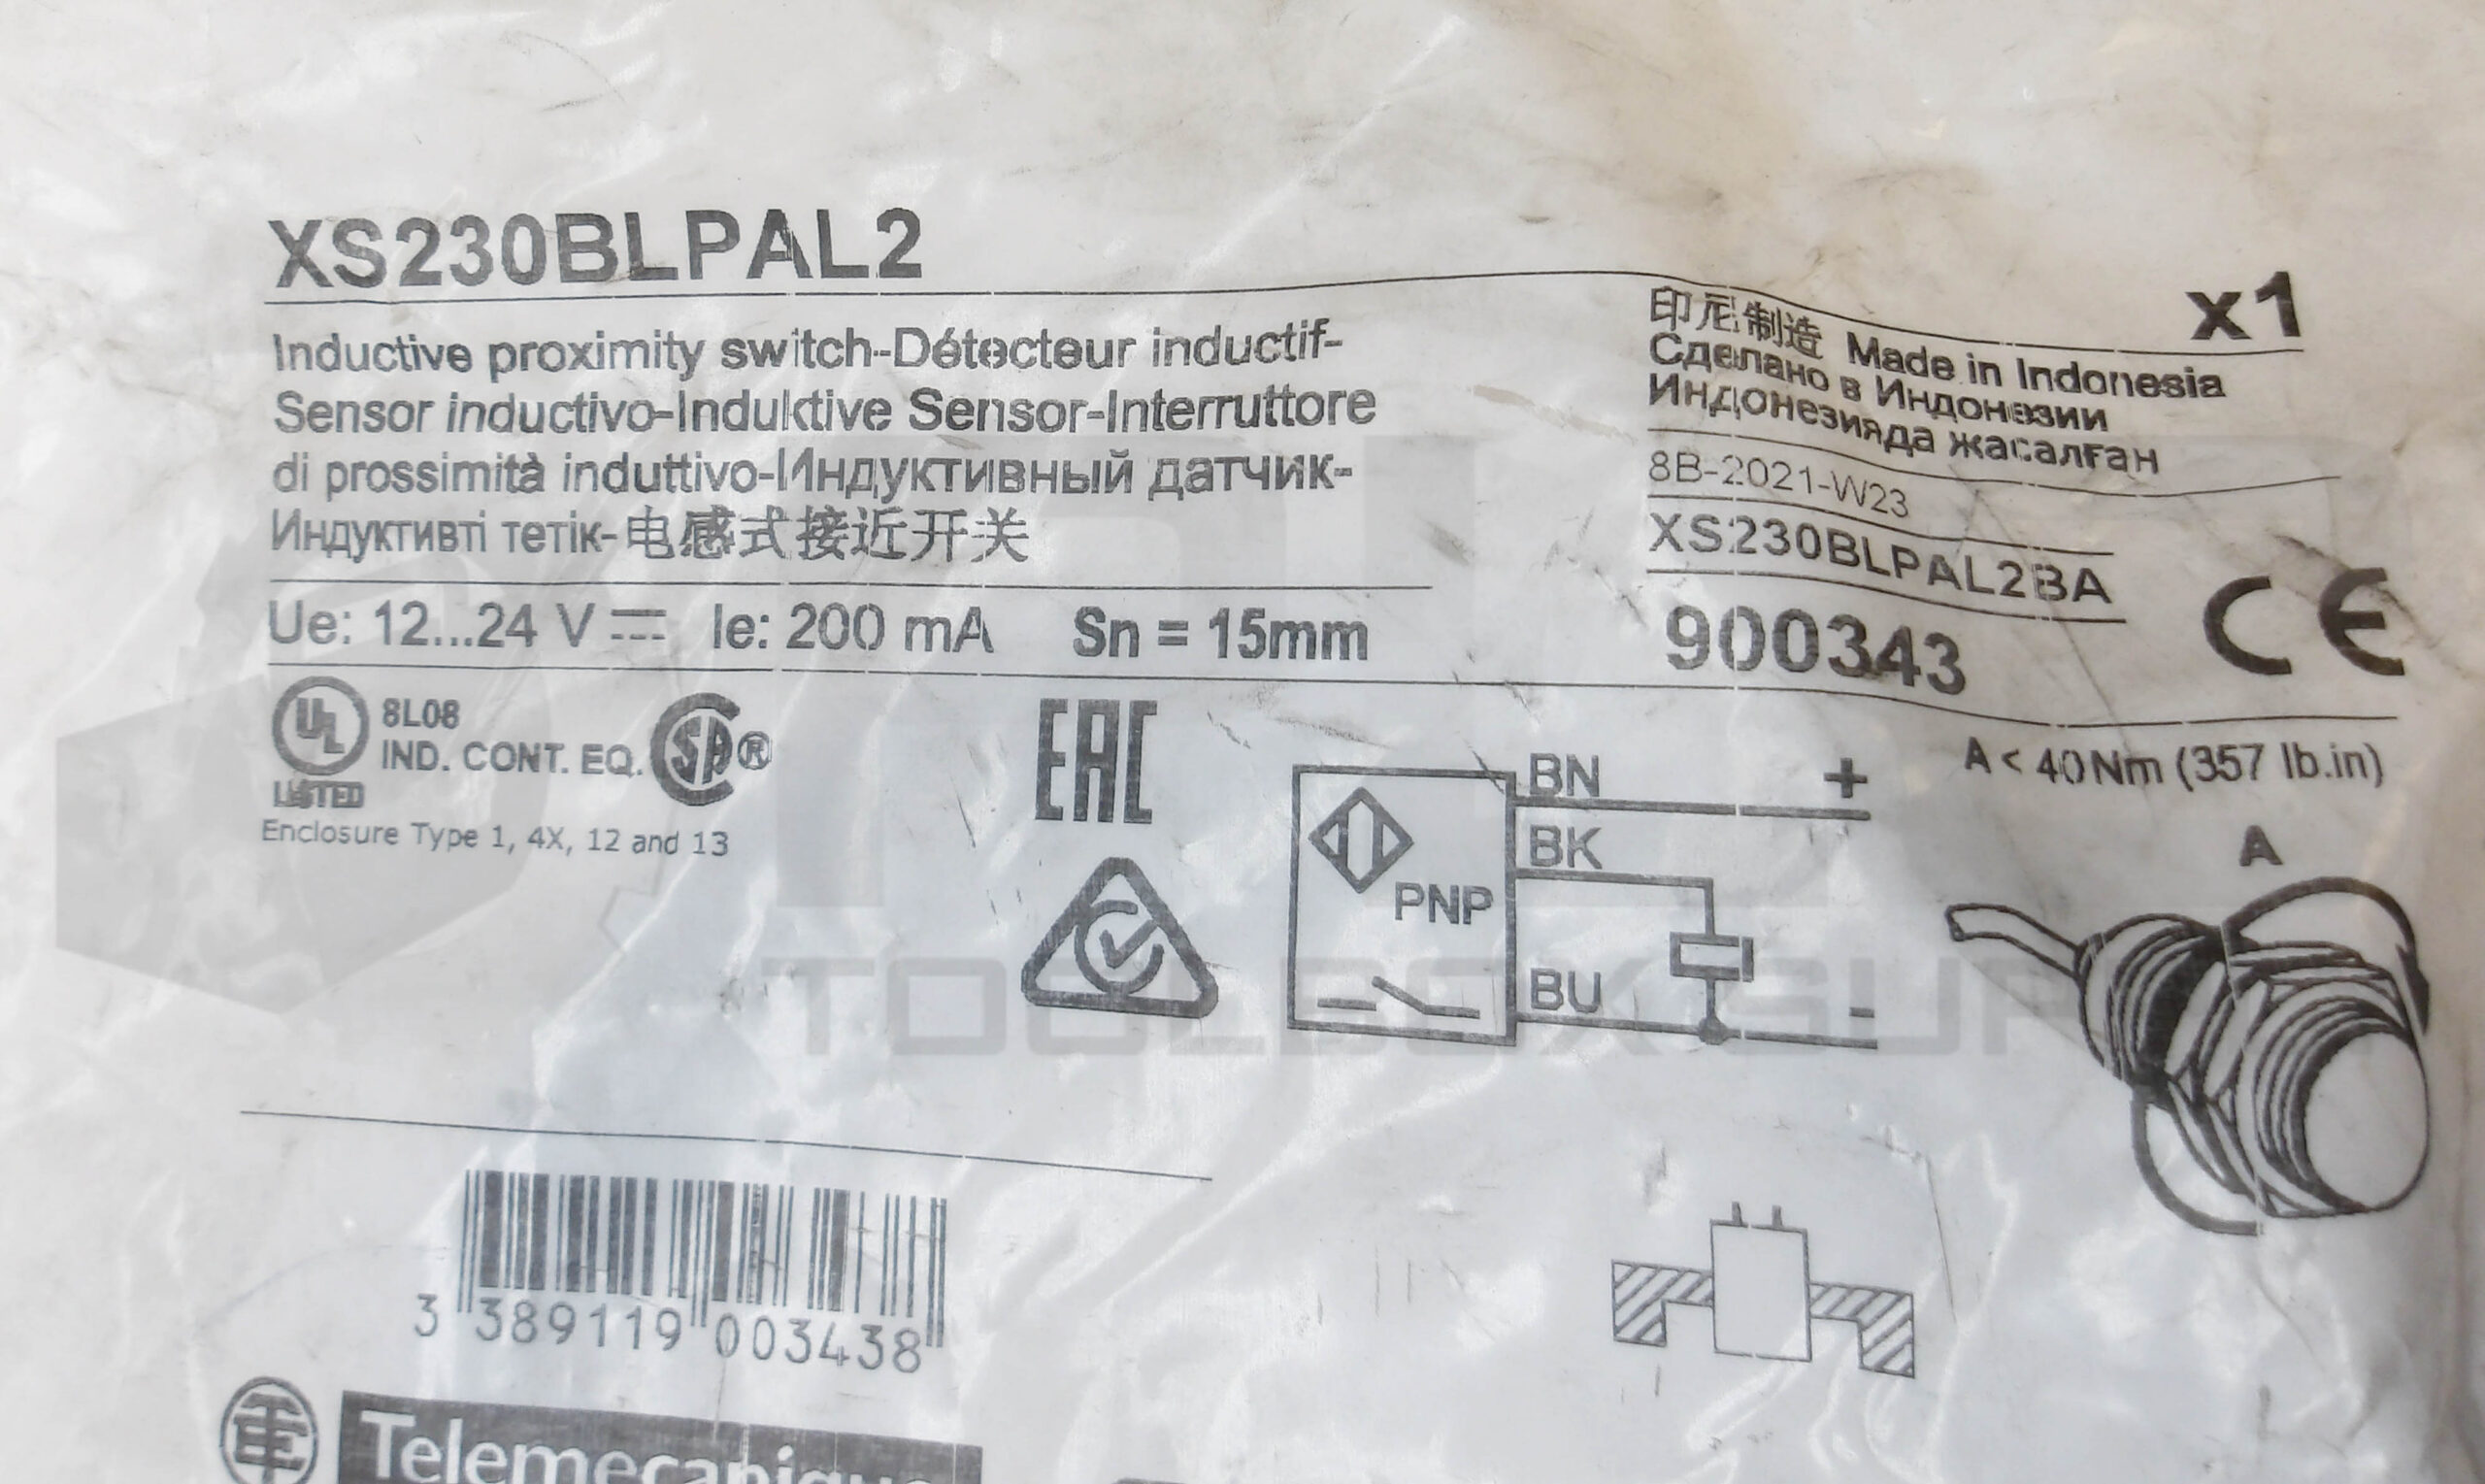 XS230BLPAL2
x1
Inductive proximity switch-Détecteur inductif-
Sensor inductivo-Induktive Sensor-Interruttore
di prossimità induttivo-Индуктивный датчик-
Индуктивті тетік-电感式接近开关
印尼制造 Made in Indonesia
Сделано в Индонезии
Индонезияда жасалған
8B-2021-W23
XS230BLPAL2BA
900343
CE
Ue: 12...24 V Ie: 200 mA Sn = 15mm
UL
LISTED
8L08
IND. CONT. EQ.
SA®
Enclosure Type 1, 4X, 12 and 13
EAC
BN +
BK
PNP
BU -
A < 40 Nm (357 lb.in)
A
TOOLBOX
3 389119 003438
Telemecanique